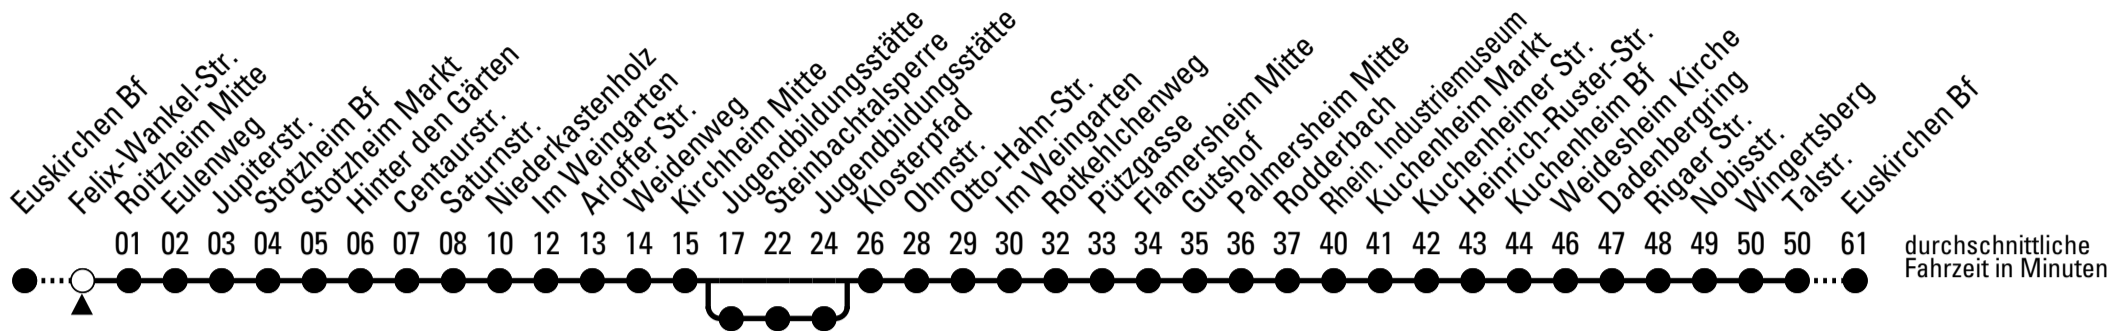 Euskirchen Bf
Felix-Wankel-Str.
Roitzheim Mitte
Eulenweg
Jupiterstr.
Stotzheim Bf
Stotzheim Markt
Hinter den Gärten
Centaurstr.
Saturnstr.
Niederkastenholz
Im Weingarten
Arloffer Str.
Weidenweg
Kirchheim Mitte
Jugendbildungsstätte
Steinbachtalsperre
Jugendbildungsstätte
Klosterpfad
Ohmstr.
Otto-Hahn-Str.
Im Weingarten
Rotkehlchenweg
Pützgasse
Flamersheim Mitte
Gutshof
Palmersheim Mitte
Rodderbach
Rhein. Industriemuseum
Kuchenheim Markt
Kuchenheimer Str.
Heinrich-Ruster-Str.
Kuchenheim Bf
Weidesheim Kirche
Dadenbergring
Rigaer Str.
Nobisstr.
Wingertsberg
Talstr.
Euskirchen Bf
01 02 03 04 05 06 07 08 10 12 13 14 15 17 22 24 26 28 29 30 32 33 34 35 36 37 40 41 42 43 44 46 47 48 49 50 50 61
durchschnittliche
Fahrzeit in Minuten